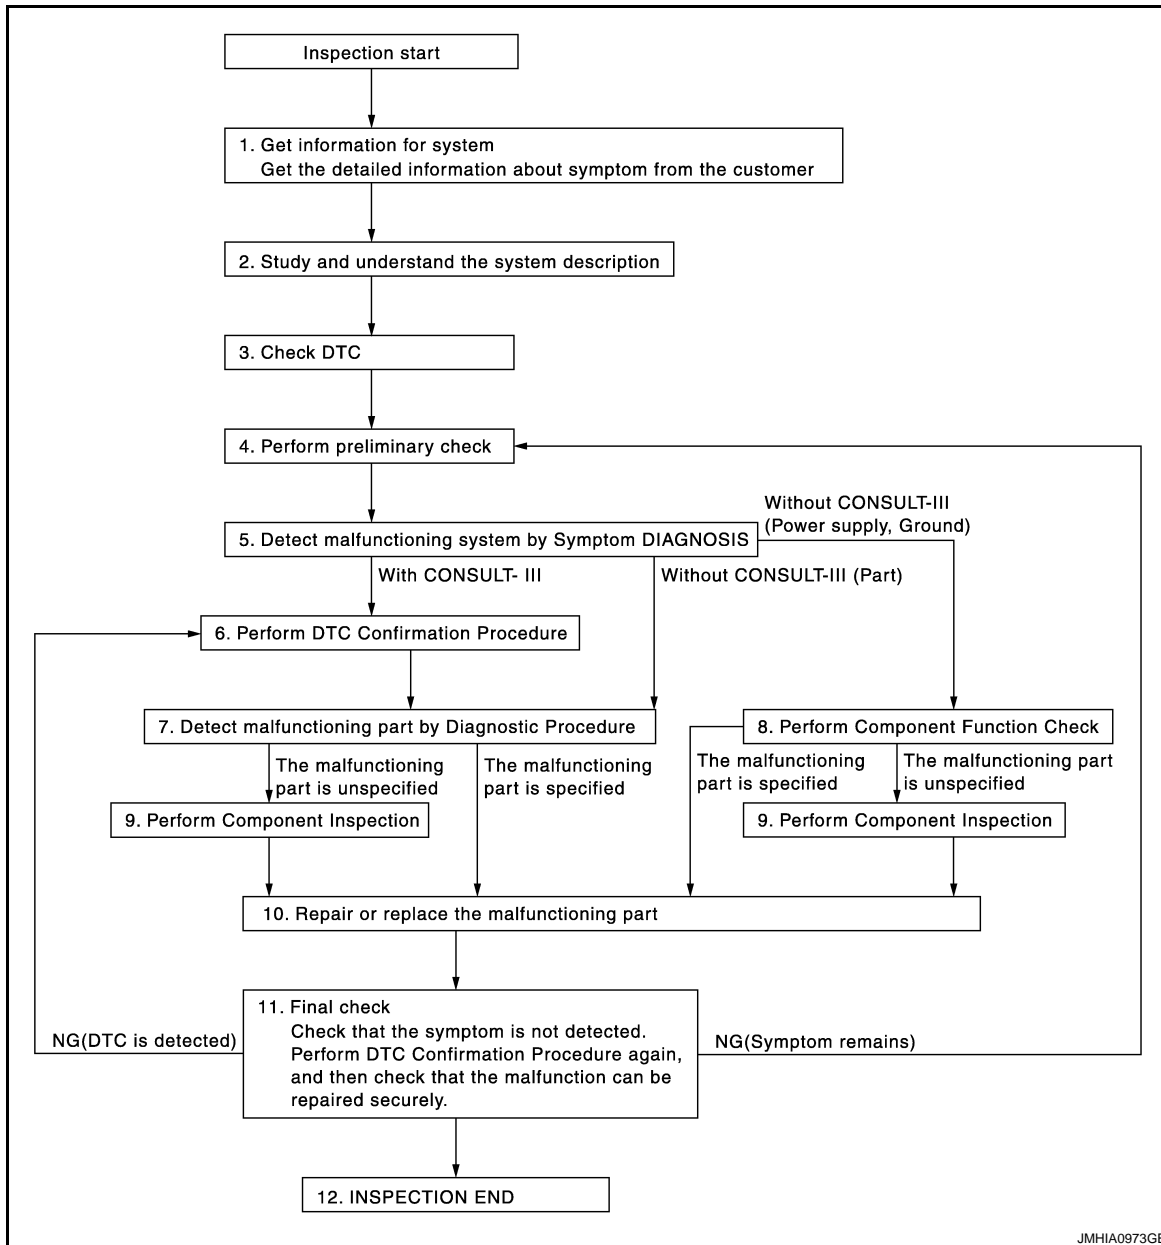 Inspection start
1. Get information for system
Get the detailed information about symptom from the customer
2. Study and understand the system description
3. Check DTC
4. Perform preliminary check
Without CONSULT-III
(Power supply, Ground)
5. Detect malfunctioning system by Symptom DIAGNOSIS
With CONSULT- III
Without CONSULT-III (Part)
6. Perform DTC Confirmation Procedure
7. Detect malfunctioning part by Diagnostic Procedure
8. Perform Component Function Check
The malfunctioning
part is unspecified
The malfunctioning
part is specified
The malfunctioning
part is specified
The malfunctioning part
is unspecified
9. Perform Component Inspection
9. Perform Component Inspection
10. Repair or replace the malfunctioning part
11. Final check
Check that the symptom is not detected.
Perform DTC Confirmation Procedure again,
and then check that the malfunction can be
repaired securely.
NG(DTC is detected)
NG(Symptom remains)
12. INSPECTION END
JMHIA0973GB